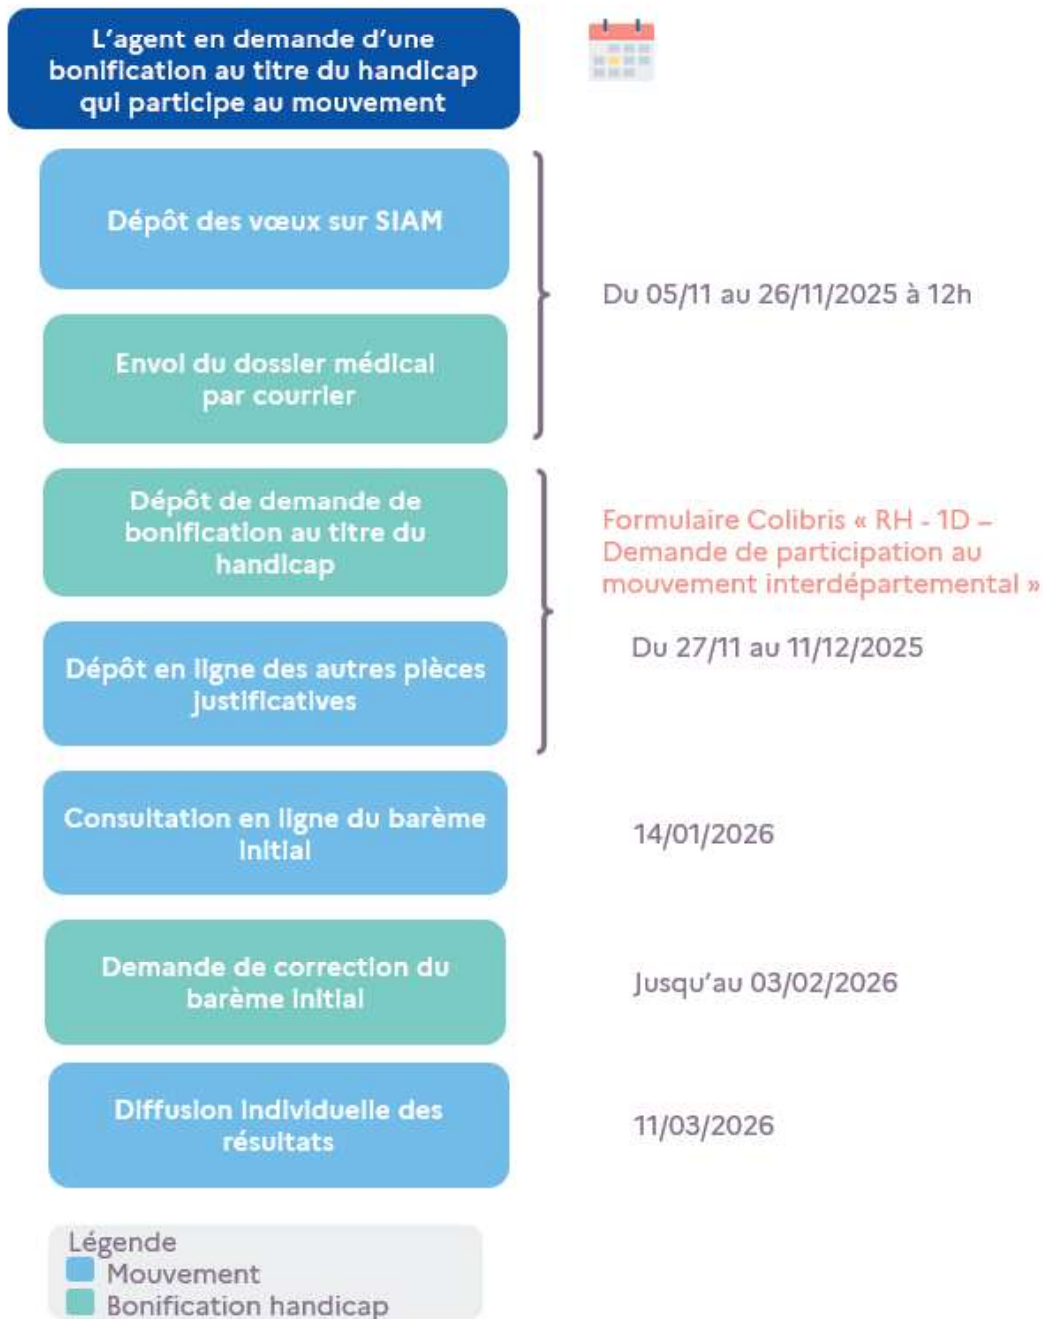 L'agent en demande d'une
bonification au titre du handicap
qui participe au mouvement
Dépôt des vœux sur SIAM
Du 05/11 au 26/11/2025 à 12h
Envoi du dossier médical
par courrier
Dépôt de demande de
bonification au titre du
handicap
Formulaire Colibris « RH - 1D –
Demande de participation au
mouvement interdépartemental »
Du 27/11 au 11/12/2025
Dépôt en ligne des autres pièces
justificatives
Consultation en ligne du barème
initial
14/01/2026
Demande de correction du
barème initial
Jusqu'au 03/02/2026
Diffusion individuelle des
résultats
11/03/2026
Légende
Mouvement
Bonification handicap